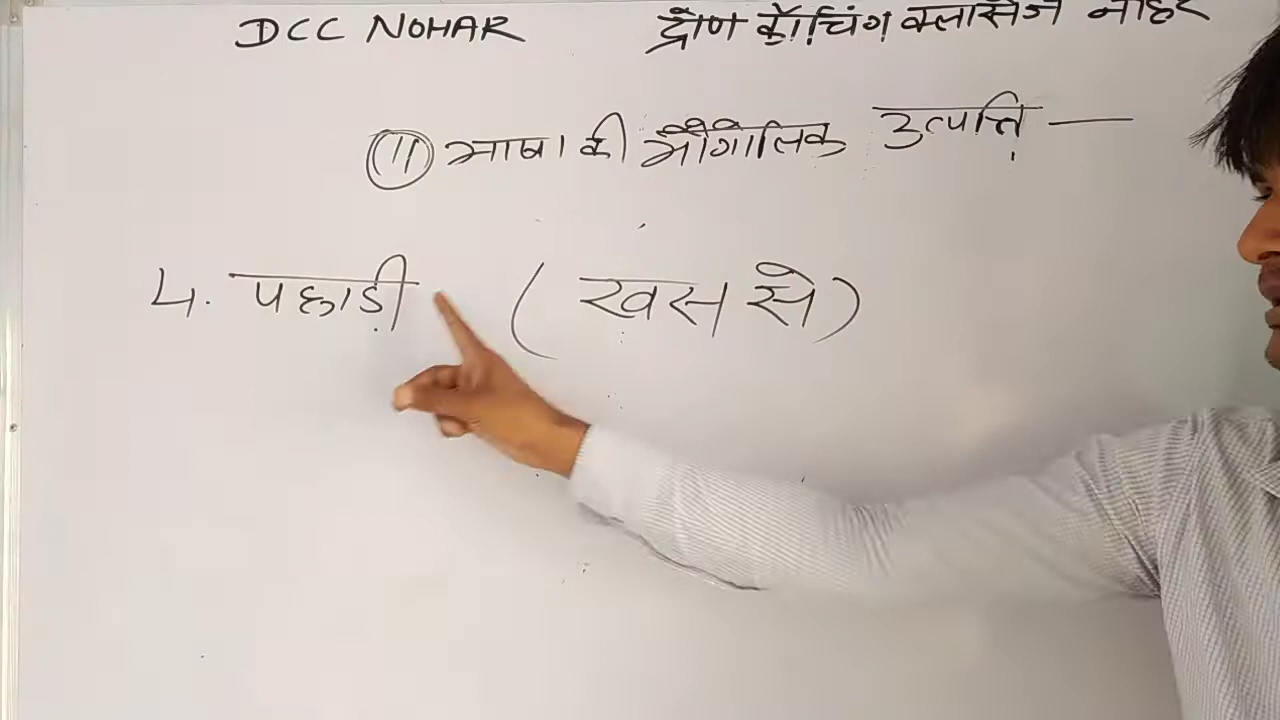 DCC NOHAR द्रोण कोचिंग क्लासेज नोहर
(11) भाषा की भौगोलिक उत्पत्ति —
4. पहाड़ी ( खस से )